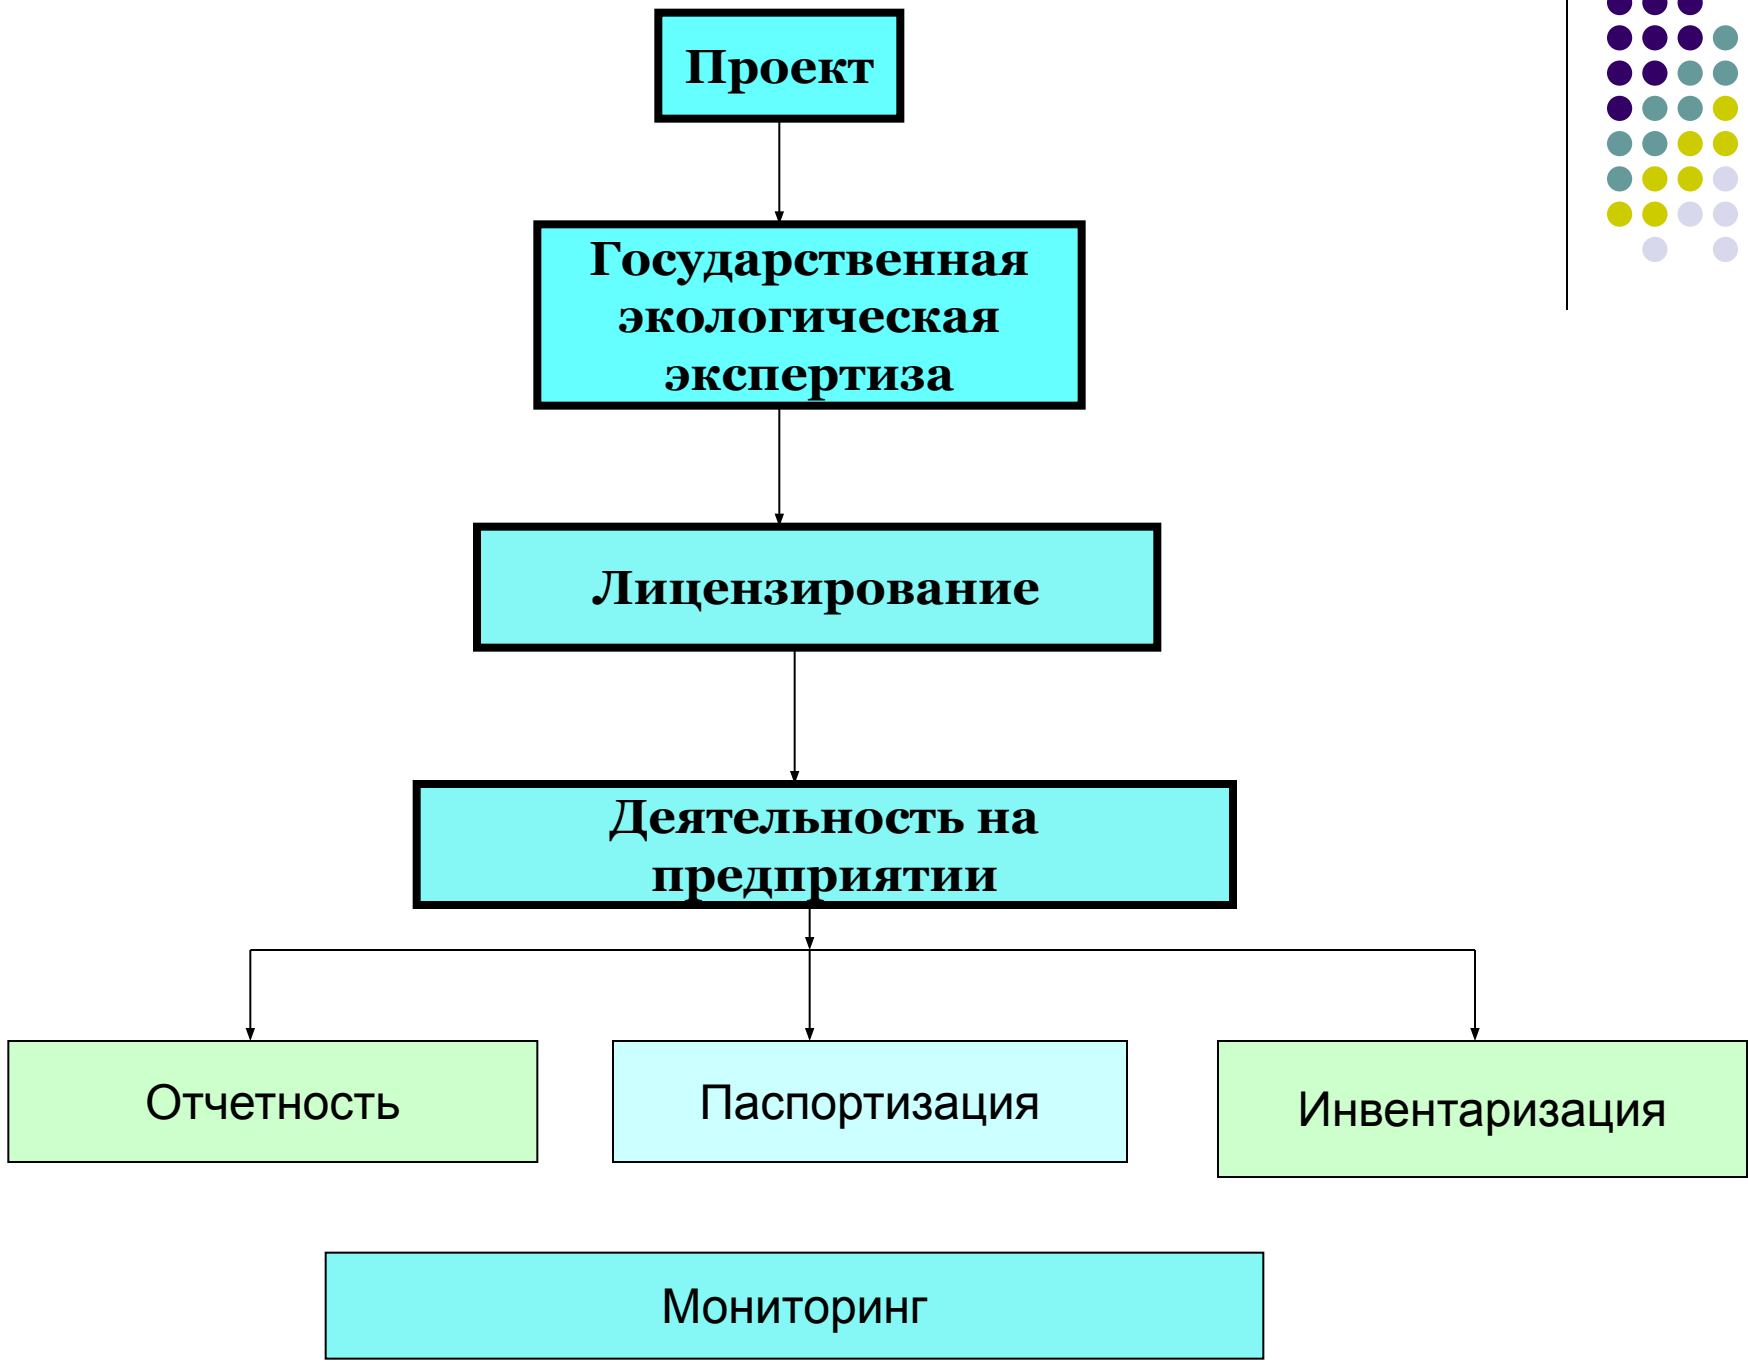 Проект
Государственная
экологическая
экспертиза
Лицензирование
Деятельность на
предприятии
Отчетность
Паспортизация
Инвентаризация
Мониторинг